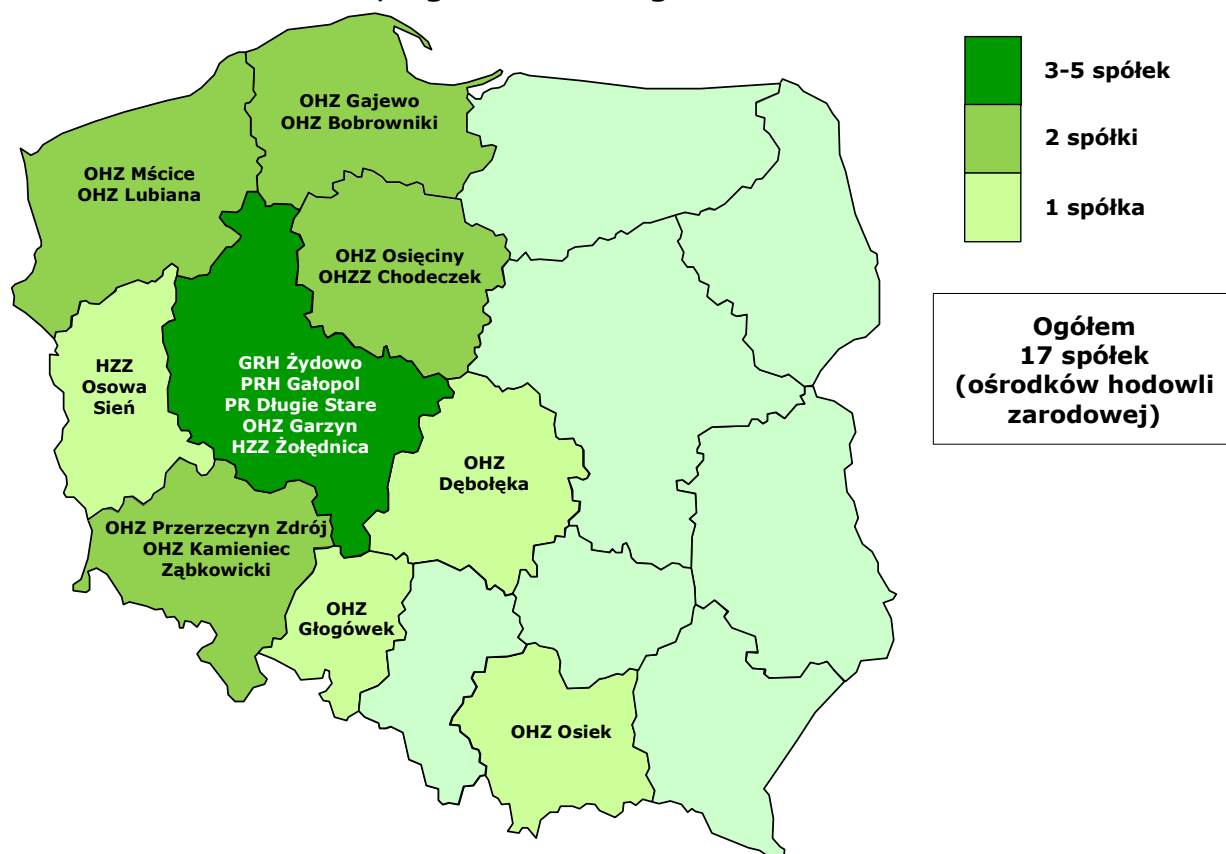 OHZ Gajewo
OHZ Bobrowniki
OHZ Mścice
OHZ Lubiana
OHZ Osięciny
OHZZ Chodeczek
HZZ
Osowa
Sień
GRH Żydowo
PRH Gałopol
PR Długie Stare
OHZ Garzyn
HZZ Żołędnica
OHZ
Dębołęka
OHZ Przerzeczyn Zdrój
OHZ Kamieniec
Ząbkowicki
OHZ
Głogówek
OHZ Osiek
3-5 spółek
2 spółki
1 spółka
Ogółem
17 spółek
(ośrodków hodowli
zarodowej)